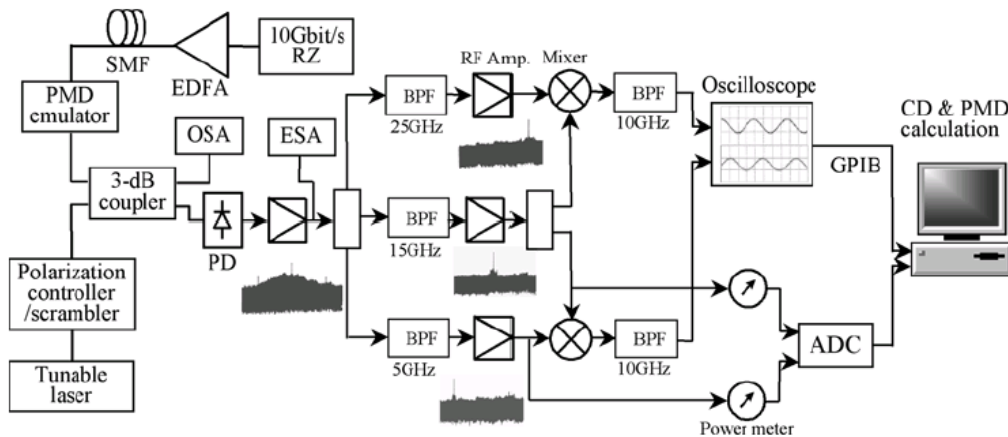 10Gbit/s
RZ
SMF
EDFA
PMD
emulator
OSA
ESA
3-dB
coupler
PD
Polarization
controller
/scrambler
Tunable
laser
BPF
25GHz
RF Amp.
Mixer
BPF
10GHz
BPF
15GHz
BPF
5GHz
BPF
10GHz
Oscilloscope
GPIB
CD & PMD
calculation
ADC
Power meter